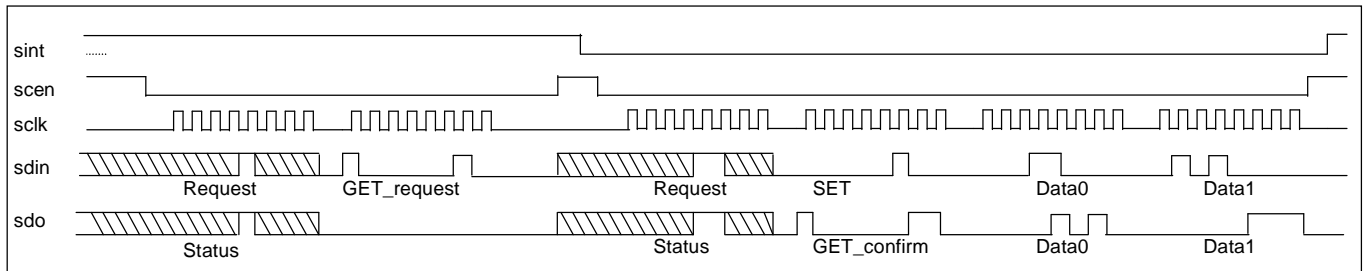 sint
scen
sclk
sdin
Request GET_request Request SET Data0 Data1
sdo
Status Status GET_confirm Data0 Data1